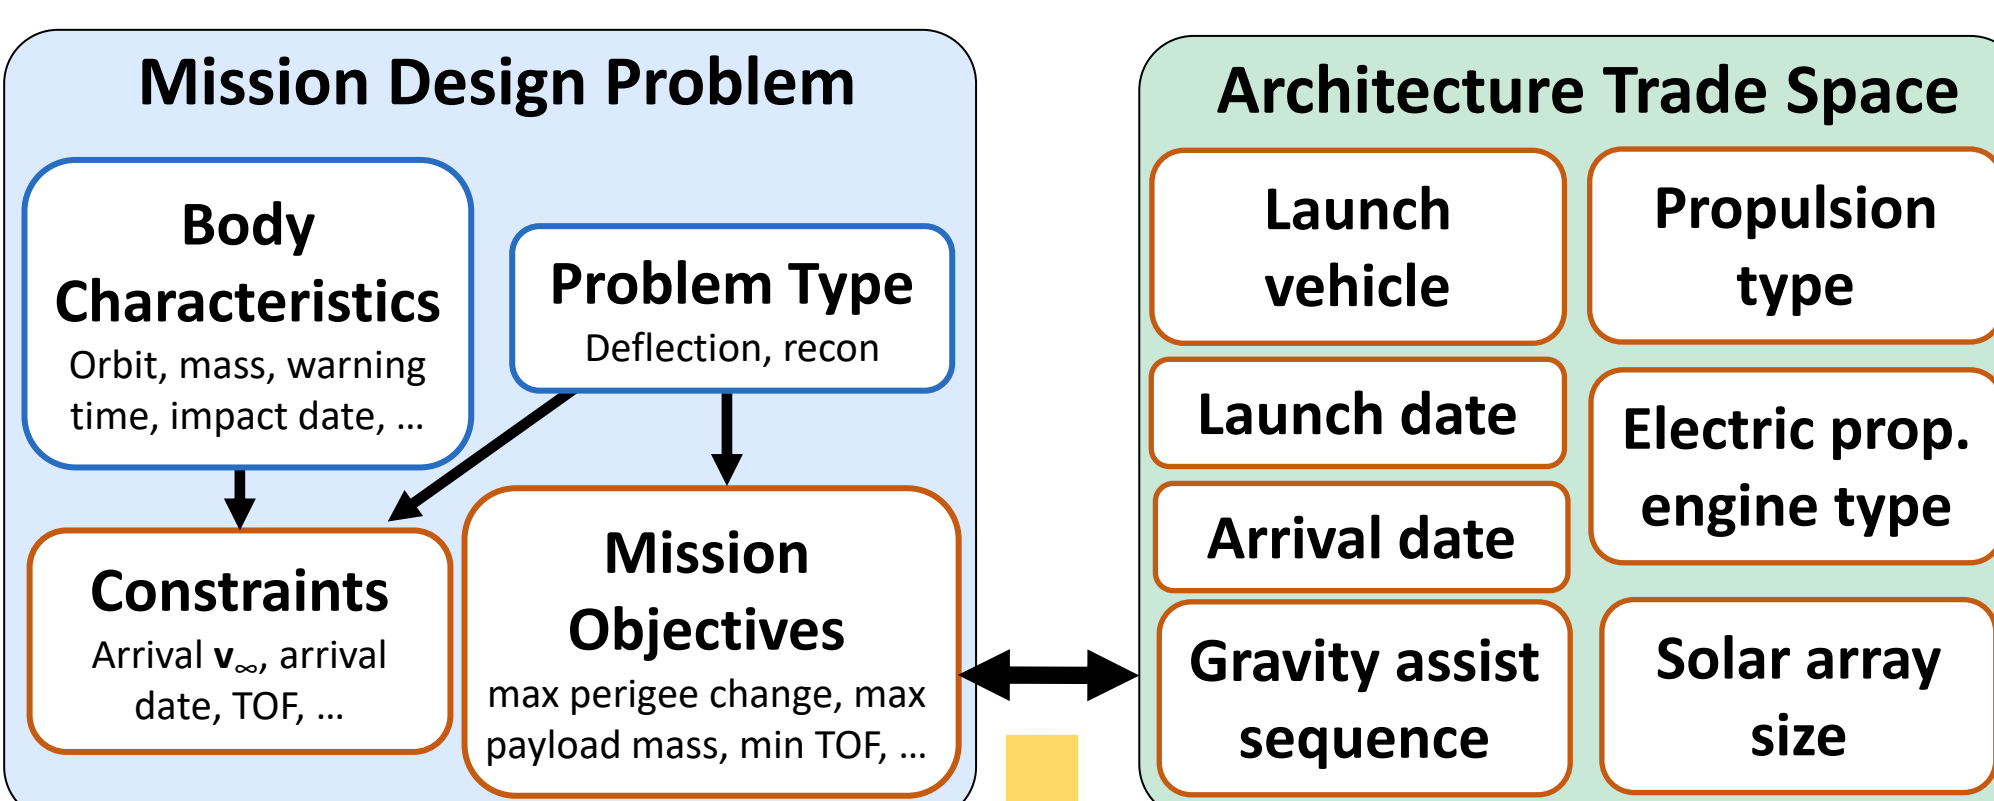 Mission Design Problem
Body
Characteristics
Orbit, mass, warning
time, impact date, ...
Problem Type
Deflection, recon
Constraints
Arrival v∞, arrival
date, TOF, ...
Mission
Objectives
max perigee change, max
payload mass, min TOF, ...
Architecture Trade Space
Launch
vehicle
Propulsion
type
Launch date
Electric prop.
engine type
Arrival date
Gravity assist
sequence
Solar array
size